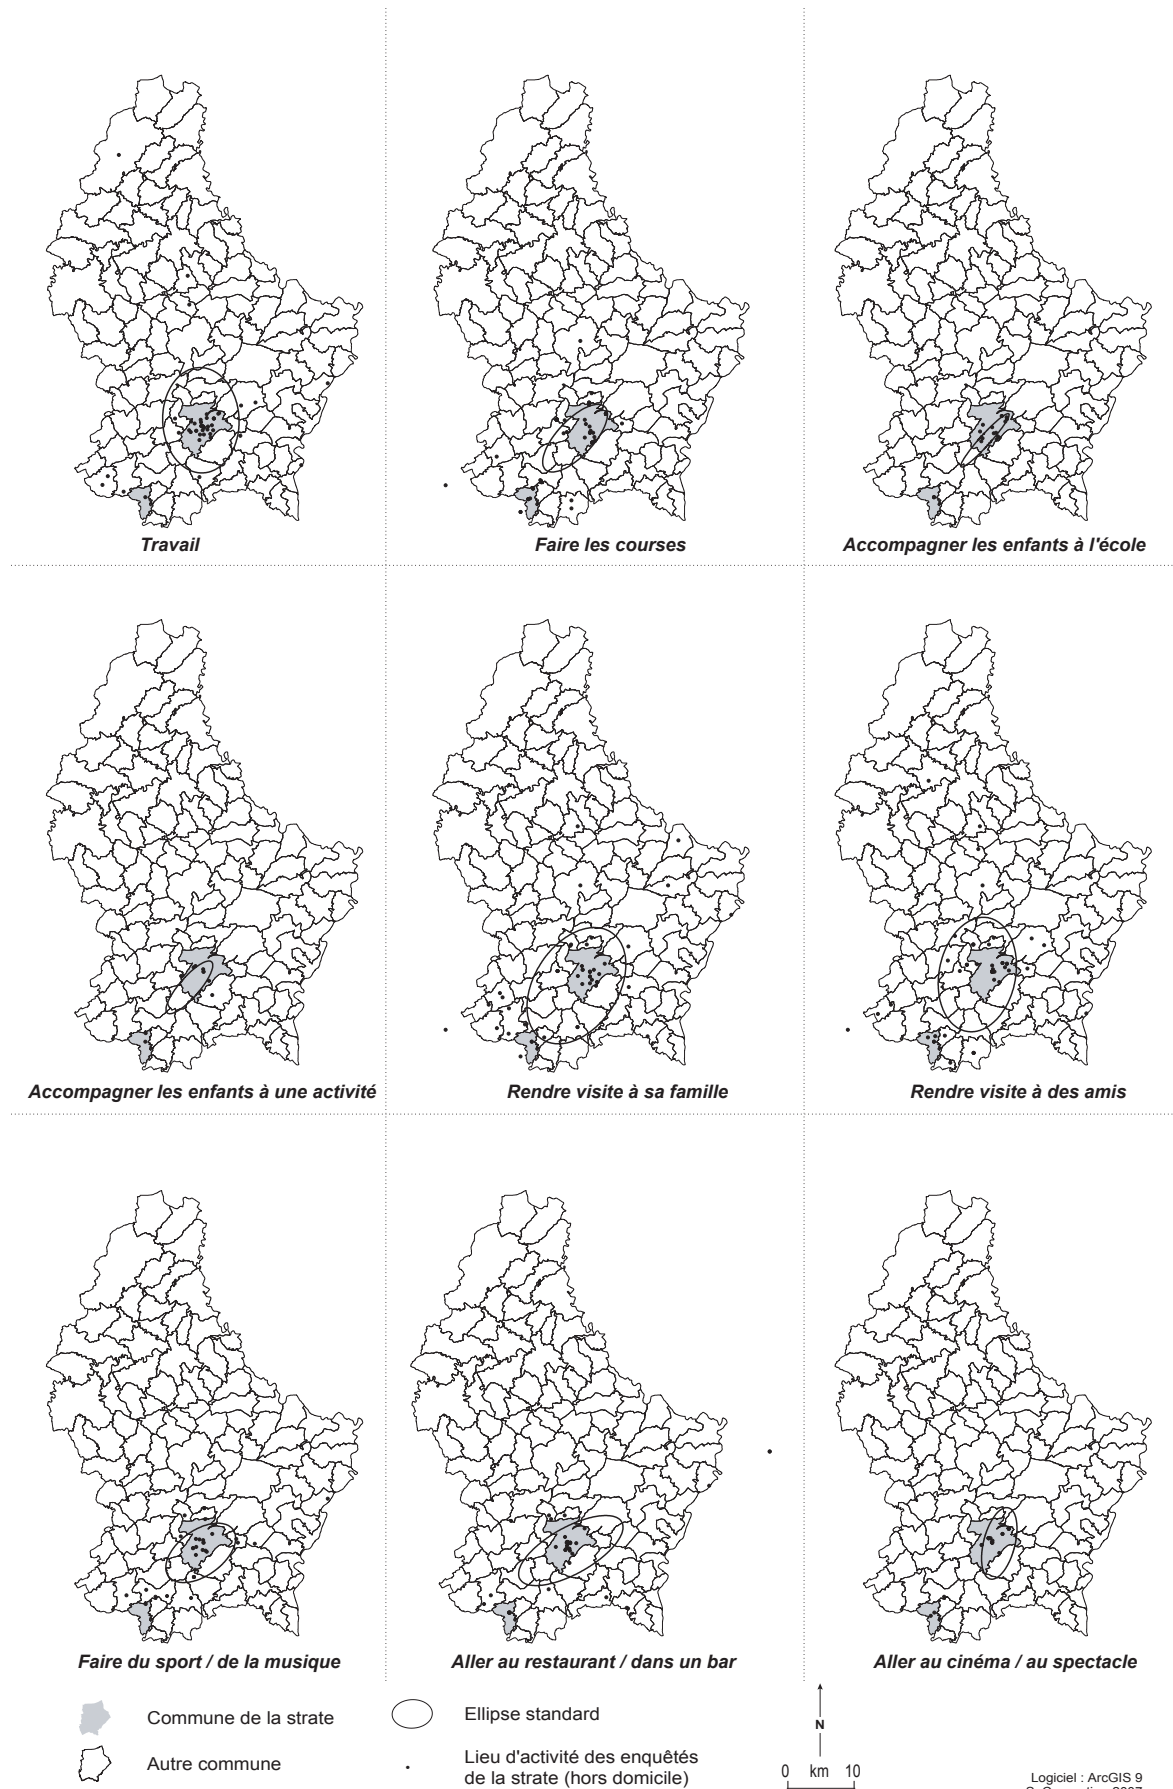 Travail
Faire les courses
Accompagner les enfants à l'école
Accompagner les enfants à une activité
Rendre visite à sa famille
Rendre visite à des amis
Faire du sport / de la musique
Aller au restaurant / dans un bar
Aller au cinéma / au spectacle
Commune de la strate
Autre commune
Ellipse standard
Lieu d'activité des enquêtés
de la strate (hors domicile)
N
0 km 10
Logiciel : ArcGIS 9